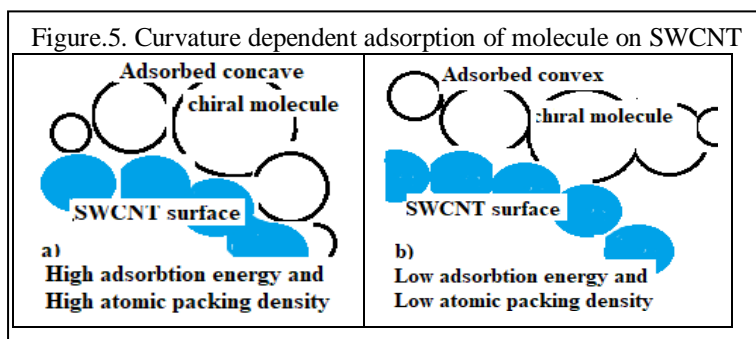 Figure.5. Curvature dependent adsorption of molecule on SWCNT
Adsorbed concave
chiral molecule
SWCNT surface
a)
High adsorbtion energy and
High atomic packing density
Adsorbed convex
chiral molecule
SWCNT surface
b)
Low adsorbtion energy and
Low atomic packing density